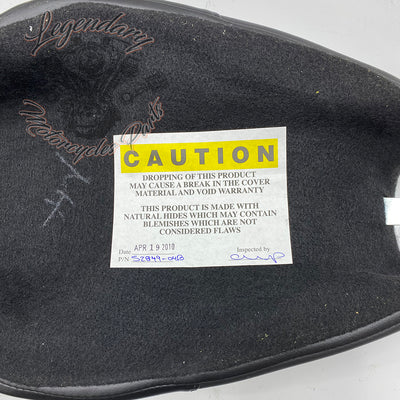 Legendary
Motorcycles Parts
CAUTION
DROPPING OF THIS PRODUCT
MAY CAUSE A BREAK IN THE COVER
MATERIAL AND VOID WARRANTY
THIS PRODUCT IS MADE WITH
NATURAL HIDES WHICH MAY CONTAIN
BLEMISHES WHICH ARE NOT
CONSIDERED FLAWS
Date APR 19 2010 Inspected by
P/N 52849-04B